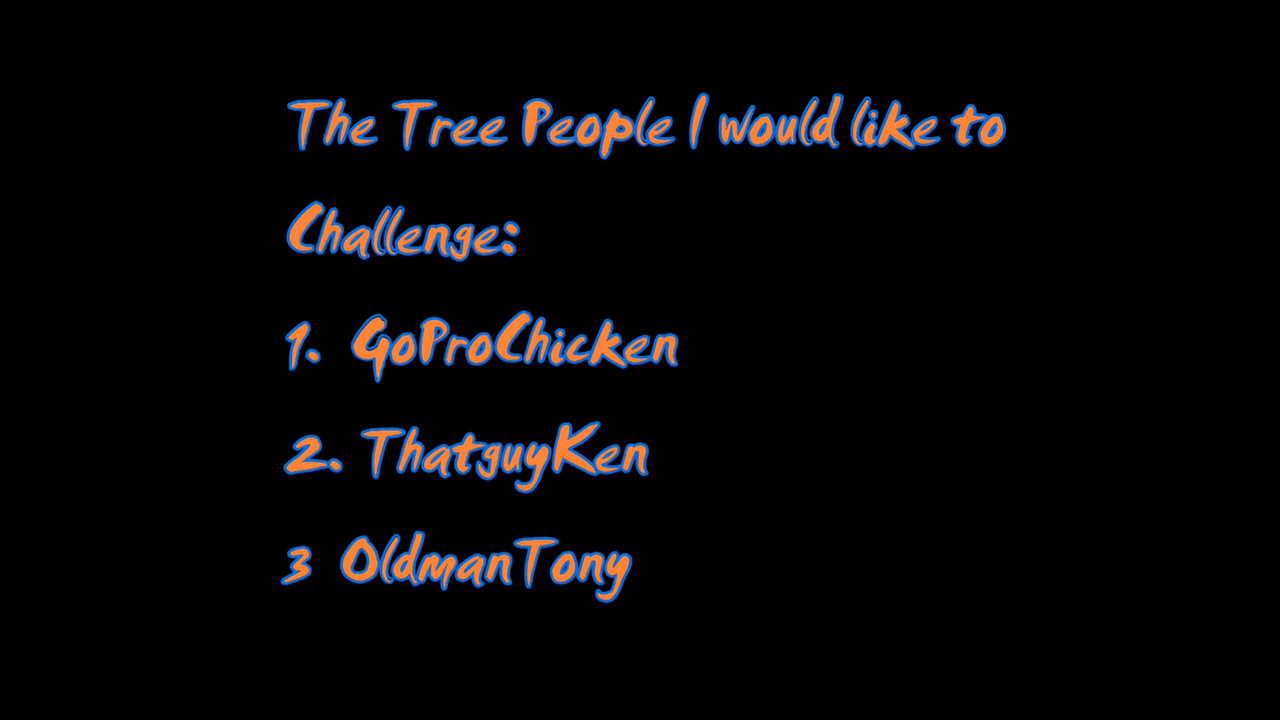 The Tree People I would like to
Challenge:
1. GoProChicken
2. ThatguyKen
3 OldmanTony